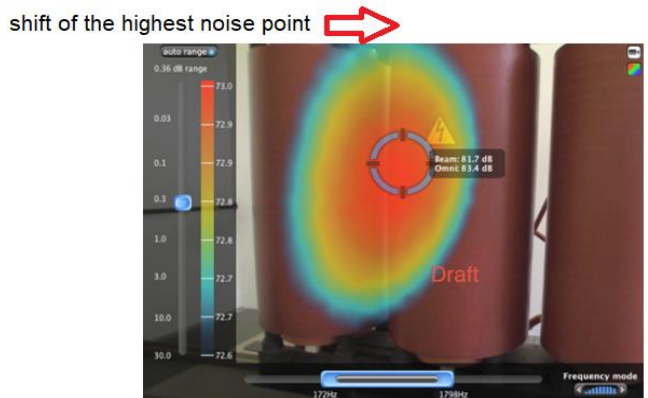 shift of the highest noise point
auto range
0.36 dB range
73.0
0.03
72.9
0.1
72.9
Beam: 81.7 dB
Omni: 83.4 dB
0.3
72.8
1.0
72.8
3.0
72.7
Draft
10.0
72.7
30.0
72.6
Frequency mode
172Hz
1798Hz